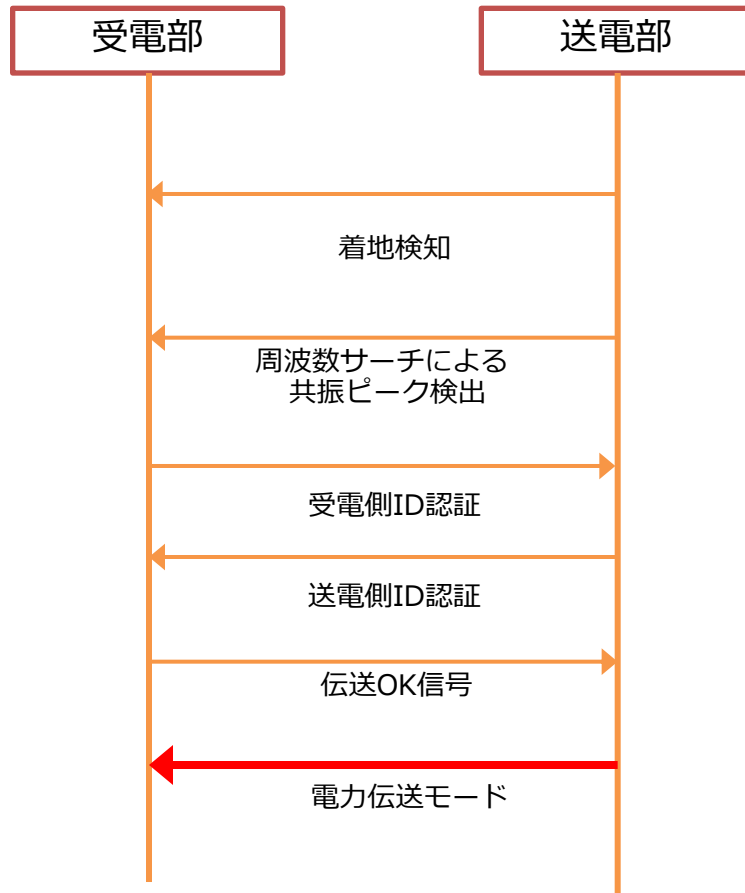 受電部
送電部
着地検知
周波数サーチによる
共振ピーク検出
受電側ID認証
送電側ID認証
伝送OK信号
電力伝送モード